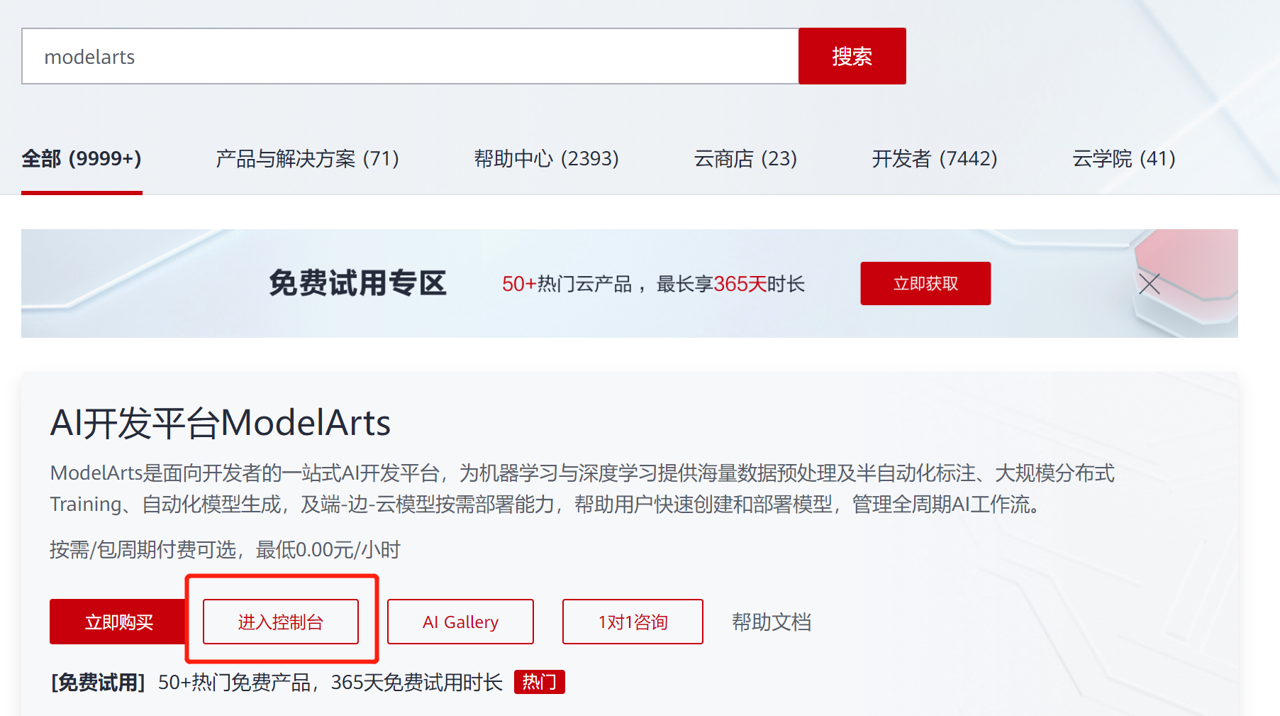 modelarts 搜索
全部 (9999+) 产品与解决方案 (71) 帮助中心 (2393) 云商店 (23) 开发者 (7442) 云学院 (41)
免费试用专区 50+热门云产品，最长享365天时长 立即获取
AI开发平台ModelArts
ModelArts是面向开发者的一站式AI开发平台，为机器学习与深度学习提供海量数据预处理及半自动化标注、大规模分布式
Training、自动化模型生成，及端-边-云模型按需部署能力，帮助用户快速创建和部署模型，管理全周期AI工作流。
按需/包周期付费可选，最低0.00元/小时
立即购买 进入控制台 AI Gallery 1对1咨询 帮助文档
[免费试用] 50+热门免费产品，365天免费试用时长 热门